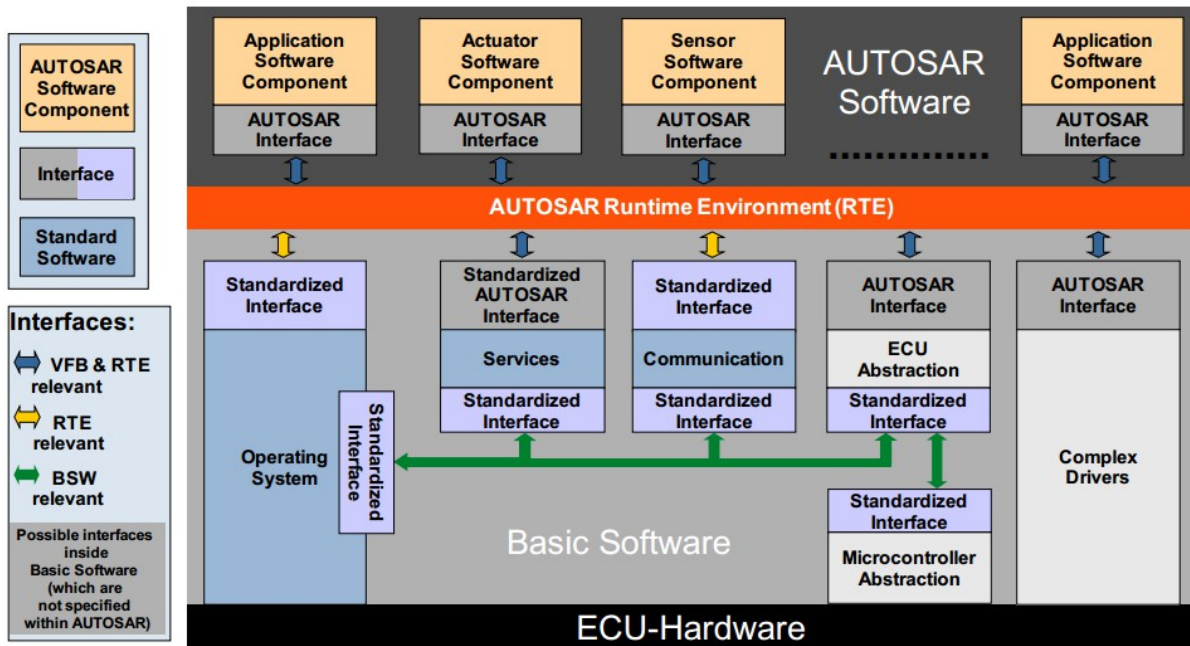 AUTOSAR
Software
Component
Interface
Standard
Software
Interfaces:
VFB & RTE
relevant
RTE
relevant
BSW
relevant
Possible interfaces
inside
Basic Software
(which are
not specified
within AUTOSAR)
Application
Software
Component
AUTOSAR
Interface
Actuator
Software
Component
AUTOSAR
Interface
Sensor
Software
Component
AUTOSAR
Interface
AUTOSAR
Software
Application
Software
Component
AUTOSAR
Interface
AUTOSAR Runtime Environment (RTE)
Standardized
Interface
Operating
System
Standardized
Interface
Standardized
AUTOSAR
Interface
Services
Standardized
Interface
Standardized
Interface
Communication
Standardized
Interface
AUTOSAR
Interface
ECU
Abstraction
Standardized
Interface
Standardized
Interface
Microcontroller
Abstraction
AUTOSAR
Interface
Complex
Drivers
Basic Software
ECU-Hardware